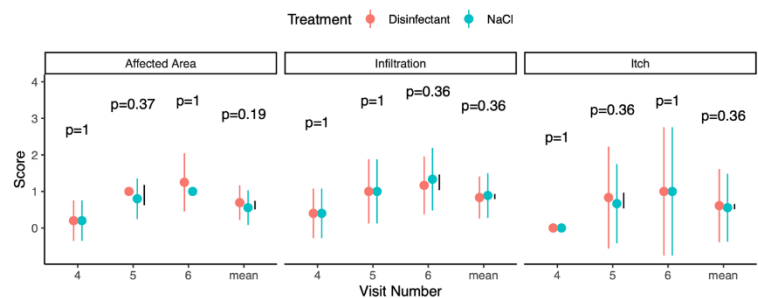 Treatment Disinfectant NaCl
Affected Area Infiltration Itch
Score
4
3
2
1
0
p=1 p=0.37 p=1 p=0.19
p=1 p=1 p=0.36 p=0.36
p=1 p=0.36 p=1 p=0.36
4 5 6 mean 4 5 6 mean 4 5 6 mean
Visit Number